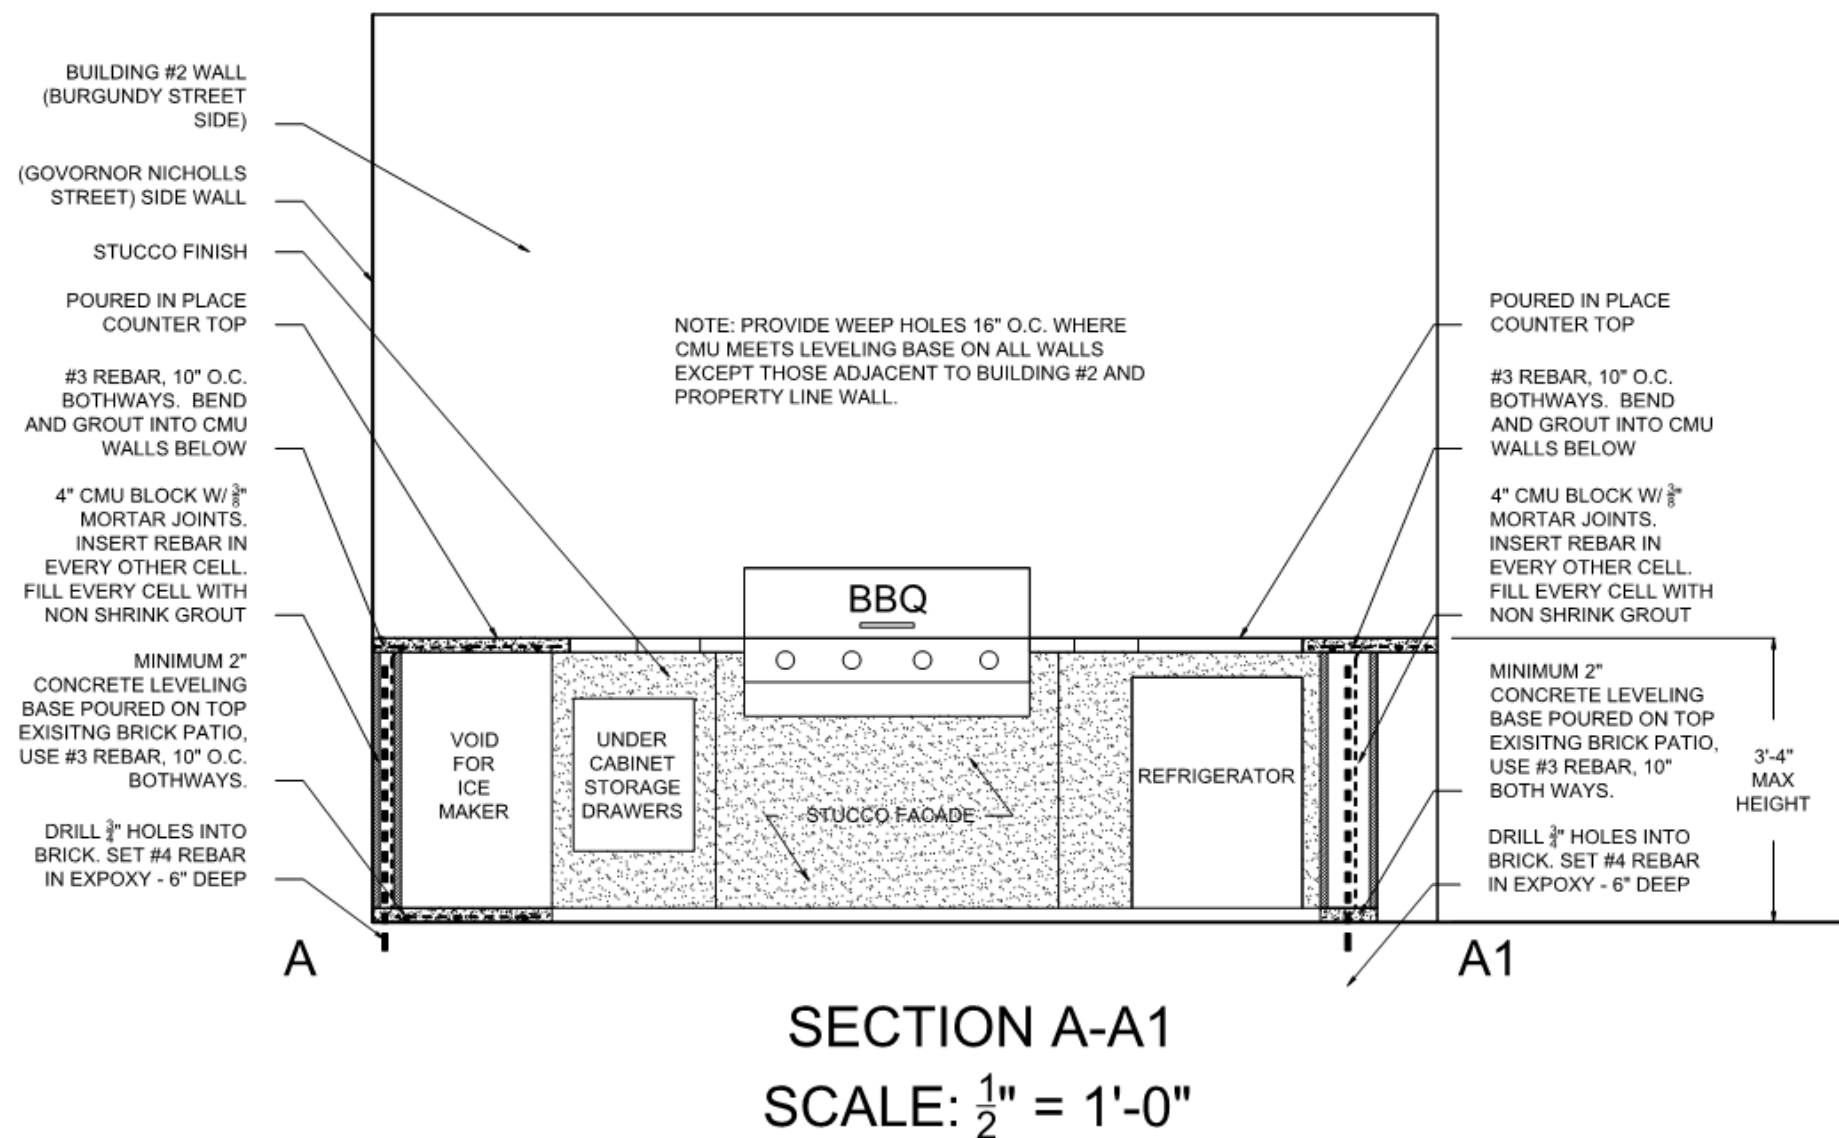 BUILDING #2 WALL
(BURGUNDY STREET
SIDE)
(GOVORNOR NICHOLLS
STREET) SIDE WALL
STUCCO FINISH
POURED IN PLACE
COUNTER TOP
#3 REBAR, 10" O.C.
BOTHWAYS. BEND
AND GROUT INTO CMU
WALLS BELOW
4" CMU BLOCK W/ 3/8"
MORTAR JOINTS.
INSERT REBAR IN
EVERY OTHER CELL.
FILL EVERY CELL WITH
NON SHRINK GROUT
MINIMUM 2"
CONCRETE LEVELING
BASE POURED ON TOP
EXISITNG BRICK PATIO,
USE #3 REBAR, 10" O.C.
BOTHWAYS.
DRILL 3/4" HOLES INTO
BRICK. SET #4 REBAR
IN EXPOXY - 6" DEEP
NOTE: PROVIDE WEEP HOLES 16" O.C. WHERE
CMU MEETS LEVELING BASE ON ALL WALLS
EXCEPT THOSE ADJACENT TO BUILDING #2 AND
PROPERTY LINE WALL.
BBQ
VOID
FOR
ICE
MAKER
UNDER
CABINET
STORAGE
DRAWERS
STUCCO FACADE
REFRIGERATOR
POURED IN PLACE
COUNTER TOP
#3 REBAR, 10" O.C.
BOTHWAYS. BEND
AND GROUT INTO CMU
WALLS BELOW
4" CMU BLOCK W/ 3/8"
MORTAR JOINTS.
INSERT REBAR IN
EVERY OTHER CELL.
FILL EVERY CELL WITH
NON SHRINK GROUT
MINIMUM 2"
CONCRETE LEVELING
BASE POURED ON TOP
EXISITNG BRICK PATIO,
USE #3 REBAR, 10"
BOTH WAYS.
DRILL 3/4" HOLES INTO
BRICK. SET #4 REBAR
IN EXPOXY - 6" DEEP
3'-4"
MAX
HEIGHT
A
A1
SECTION A-A1
SCALE: 1/2" = 1'-0"